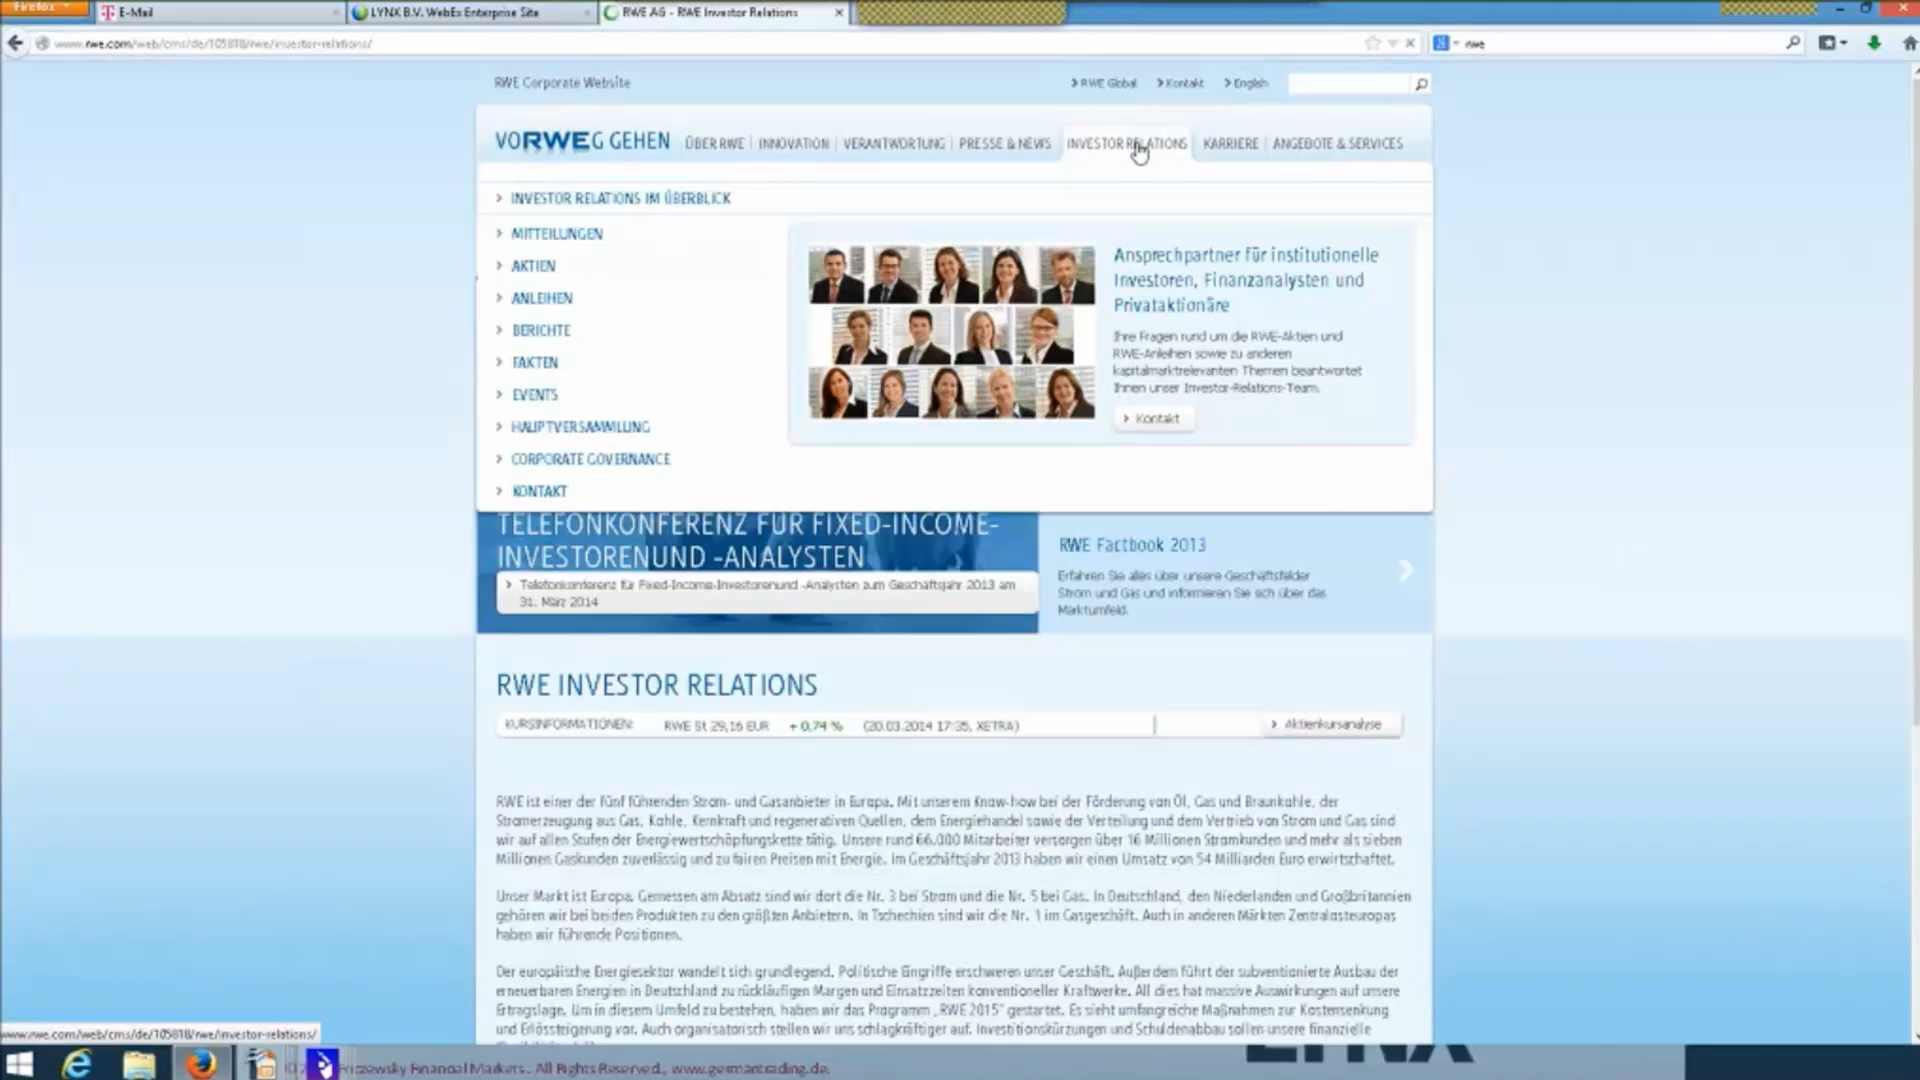 Firefox
E-Mail
LYNX B.V. WebEx Enterprise Site
RWE AG - RWE Investor Relations
www.rwe.com/web/cms/de/105818/rwe/investor-relations/
rwe
RWE Corporate Website
RWE Global
Kontakt
English
VORWEG GEHEN
ÜBER RWE
INNOVATION
VERANTWORTUNG
PRESSE & NEWS
INVESTOR RELATIONS
KARRIERE
ANGEBOTE & SERVICES
INVESTOR RELATIONS IM ÜBERBLICK
MITTEILUNGEN
AKTIEN
ANLEIHEN
BERICHTE
FAKTEN
EVENTS
HAUPTVERSAMMLUNG
CORPORATE GOVERNANCE
KONTAKT
Ansprechpartner für institutionelle
Investoren, Finanzanalysten und
Privataktionäre
Ihre Fragen rund um die RWE-Aktien und
RWE-Anleihen sowie zu anderen
kapitalmarktrelevanten Themen beantwortet
Ihnen unser Investor-Relations-Team.
Kontakt
TELEFONKONFERENZ FÜR FIXED-INCOME-
INVESTORENUND -ANALYSTEN
Telefonkonferenz für Fixed-Income-Investorenund -Analysten zum Geschäftsjahr 2013 am
31. März 2014
RWE Factbook 2013
Erfahren Sie alles über unsere Geschäftsfelder
Strom und Gas und informieren Sie sich über das
Marktumfeld.
RWE INVESTOR RELATIONS
KURSINFORMATIONEN: RWE St 29,16 EUR + 0,74 % (20.03.2014 17:35, XETRA)
Aktienkursanalyse
RWE ist einer der fünf führenden Strom- und Gasanbieter in Europa. Mit unserem Know-how bei der Förderung von Öl, Gas und Braunkohle, der
Stromerzeugung aus Gas, Kohle, Kernkraft und regenerativen Quellen, dem Energiehandel sowie der Verteilung und dem Vertrieb von Strom und Gas sind
wir auf allen Stufen der Energiewertschöpfungskette tätig. Unsere rund 66.000 Mitarbeiter versorgen über 16 Millionen Stromkunden und mehr als sieben
Millionen Gaskunden zuverlässig und zu fairen Preisen mit Energie. Im Geschäftsjahr 2013 haben wir einen Umsatz von 54 Milliarden Euro erwirtschaftet.
Unser Markt ist Europa. Gemessen am Absatz sind wir dort die Nr. 3 bei Strom und die Nr. 5 bei Gas. In Deutschland, den Niederlanden und Großbritannien
gehören wir bei beiden Produkten zu den größten Anbietern. In Tschechien sind wir die Nr. 1 im Gasgeschäft. Auch in anderen Märkten Zentralosteuropas
haben wir führende Positionen.
Der europäische Energiesektor wandelt sich grundlegend. Politische Eingriffe erschweren unser Geschäft. Außerdem führt der subventionierte Ausbau der
erneuerbaren Energien in Deutschland zu rückläufigen Margen und Einsatzzeiten konventioneller Kraftwerke. All dies hat massive Auswirkungen auf unsere
Ertragslage. Um in diesem Umfeld zu bestehen, haben wir das Programm „RWE 2015“ gestartet. Es sieht umfangreiche Maßnahmen zur Kostensenkung
und Erlössteigerung vor. Auch organisatorisch stellen wir uns schlagkräftiger auf. Investitionskürzungen und Schuldenabbau sollen unsere finanzielle
www.rwe.com/web/cms/de/105818/rwe/investor-relations/
Financial Markets. All Rights Reserved., www.germantrading.de.